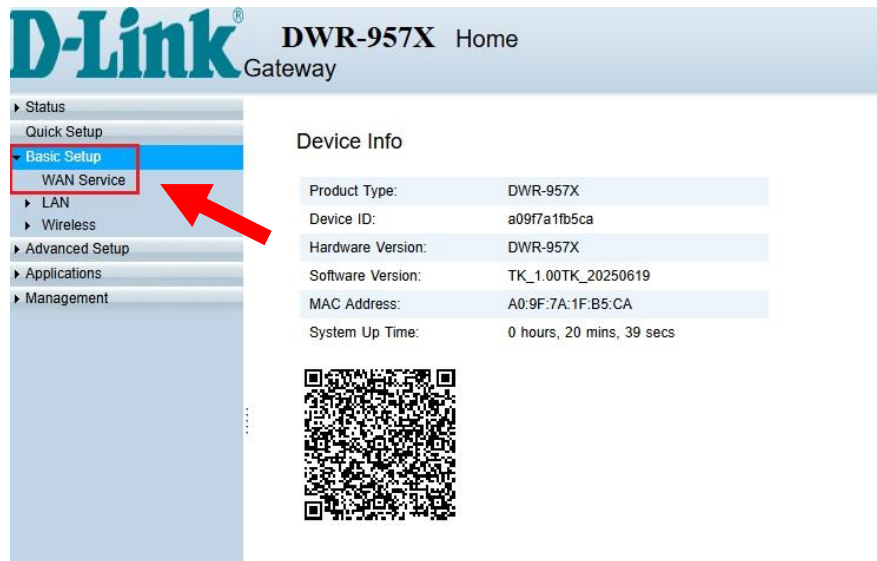 D-Link®
DWR-957X Home
Gateway
Status
Quick Setup
Basic Setup
WAN Service
LAN
Wireless
Advanced Setup
Applications
Management
Device Info
Product Type: DWR-957X
Device ID: a09f7a1fb5ca
Hardware Version: DWR-957X
Software Version: TK_1.00TK_20250619
MAC Address: A0:9F:7A:1F:B5:CA
System Up Time: 0 hours, 20 mins, 39 secs